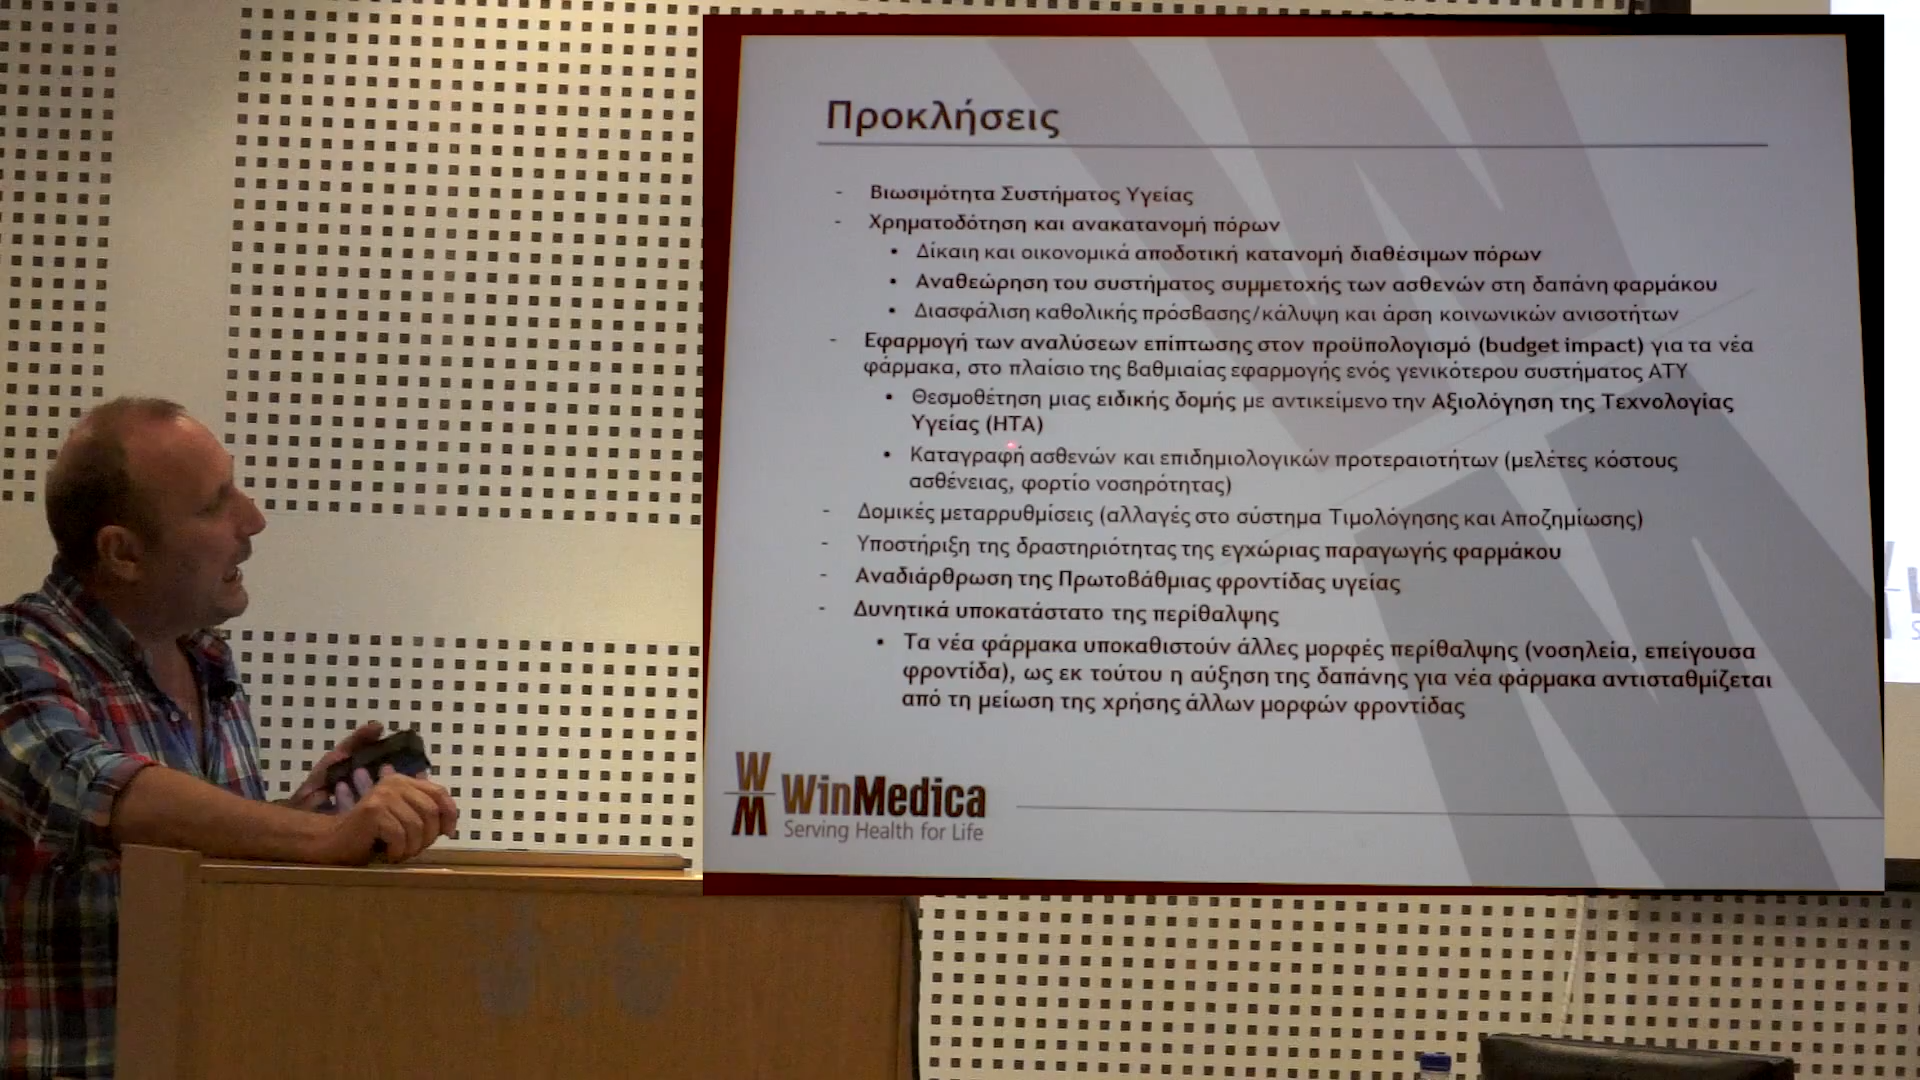 Προκλήσεις
- Βιωσιμότητα Συστήματος Υγείας
- Χρηματοδότηση και ανακατανομή πόρων
• Δίκαιη και οικονομικά αποδοτική κατανομή διαθέσιμων πόρων
• Αναθεώρηση του συστήματος συμμετοχής των ασθενών στη δαπάνη φαρμάκου
• Διασφάλιση καθολικής πρόσβασης/κάλυψη και άρση κοινωνικών ανισοτήτων
- Εφαρμογή των αναλύσεων επίπτωσης στον προϋπολογισμό (budget impact) για τα νέα
φάρμακα, στο πλαίσιο της βαθμιαίας εφαρμογής ενός γενικότερου συστήματος ΑΤΥ
• Θεσμοθέτηση μιας ειδικής δομής με αντικείμενο την Αξιολόγηση της Τεχνολογίας
Υγείας (HTA)
• Καταγραφή ασθενών και επιδημιολογικών προτεραιοτήτων (μελέτες κόστους
ασθένειας, φορτίο νοσηρότητας)
- Δομικές μεταρρυθμίσεις (αλλαγές στο σύστημα Τιμολόγησης και Αποζημίωσης)
- Υποστήριξη της δραστηριότητας της εγχώριας παραγωγής φαρμάκου
- Αναδιάρθρωση της Πρωτοβάθμιας φροντίδας υγείας
- Δυνητικά υποκατάστατο της περίθαλψης
• Τα νέα φάρμακα υποκαθιστούν άλλες μορφές περίθαλψης (νοσηλεία, επείγουσα
φροντίδα), ως εκ τούτου η αύξηση της δαπάνης για νέα φάρμακα αντισταθμίζεται
από τη μείωση της χρήσης άλλων μορφών φροντίδας
WM WinMedica
Serving Health for Life